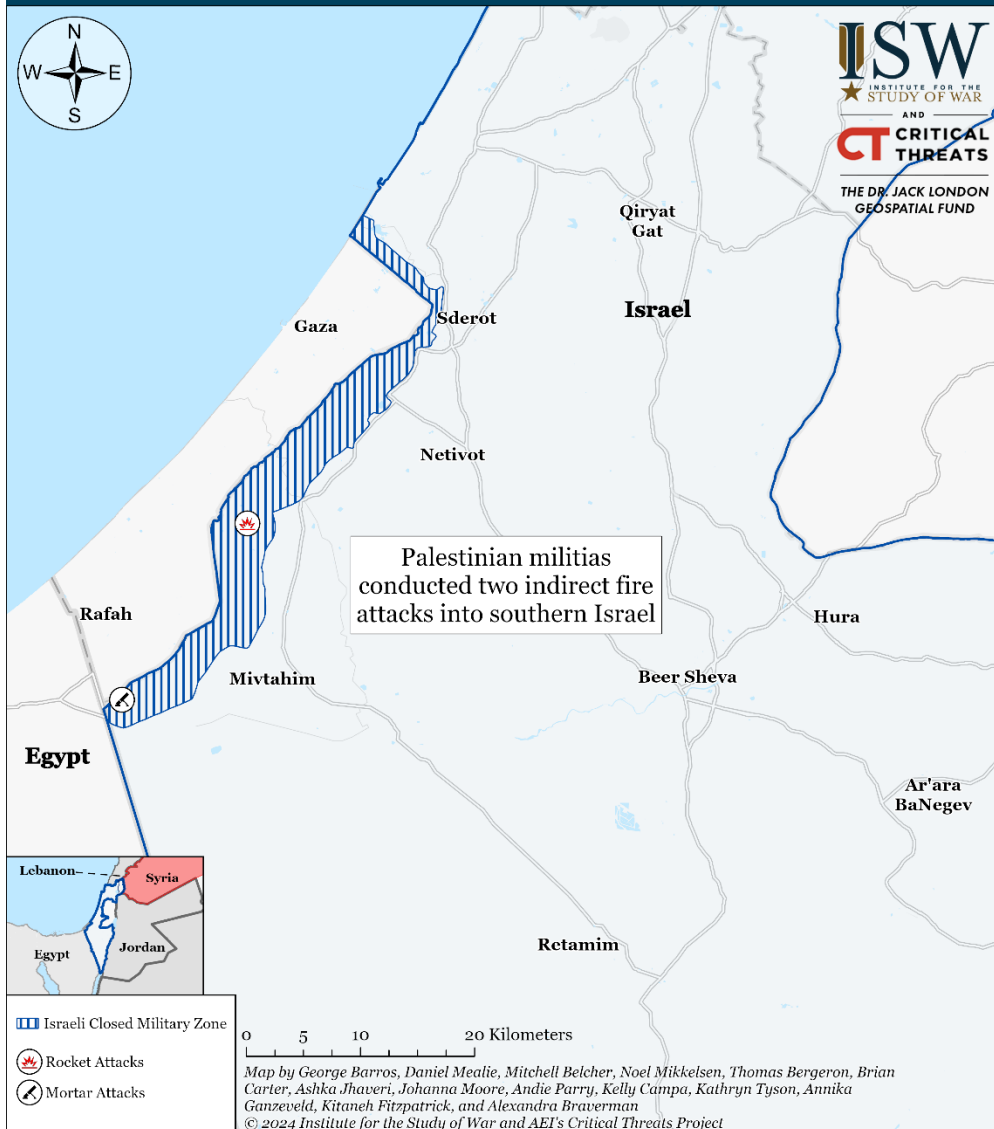 N
W
E
S
ISW
INSTITUTE FOR THE
STUDY OF WAR
AND
CT CRITICAL
THREATS
THE DR. JACK LONDON
GEOSPATIAL FUND
Qiryat
Gat
Israel
Gaza
Sderot
Netivot
Palestinian militias
conducted two indirect fire
attacks into southern Israel
Rafah
Hura
Mivtahim
Beer Sheva
Egypt
Ar'ara
BaNegev
Lebanon
Syria
Egypt
Jordan
Retamim
Israeli Closed Military Zone
Rocket Attacks
Mortar Attacks
0 5 10 20 Kilometers
Map by George Barros, Daniel Mealie, Mitchell Belcher, Noel Mikkelsen, Thomas Bergeron, Brian
Carter, Ashka Jhaveri, Johanna Moore, Andie Parry, Kelly Campa, Kathryn Tyson, Annika
Ganzeveld, Kitaneh Fitzpatrick, and Alexandra Braverman
© 2024 Institute for the Study of War and AEI's Critical Threats Project